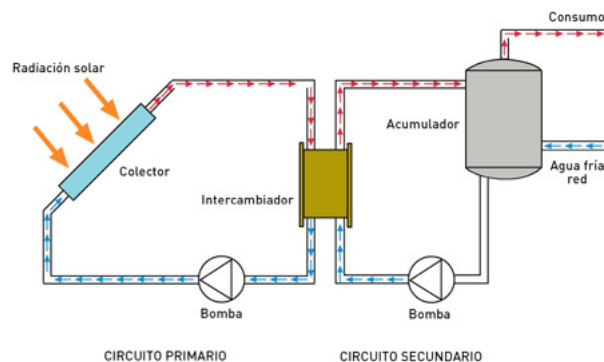 Consumo
Radiación solar
Acumulador
Colector
Agua fría
red
Intercambiador
Bomba
Bomba
CIRCUITO PRIMARIO
CIRCUITO SECUNDARIO